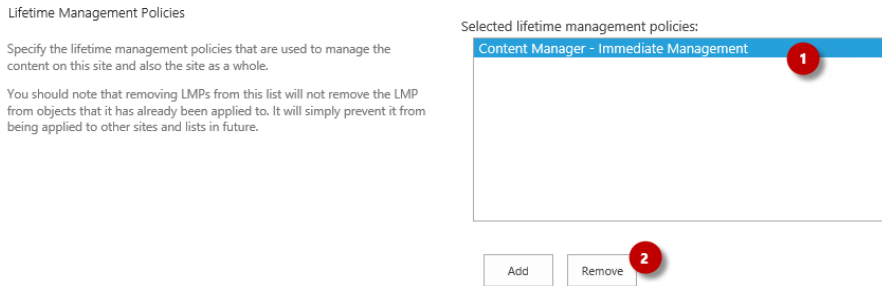 Lifetime Management Policies
Specify the lifetime management policies that are used to manage the
content on this site and also the site as a whole.
You should note that removing LMPs from this list will not remove the LMP
from objects that it has already been applied to. It will simply prevent it from
being applied to other sites and lists in future.
Selected lifetime management policies:
Content Manager - Immediate Management
1
Add
Remove
2